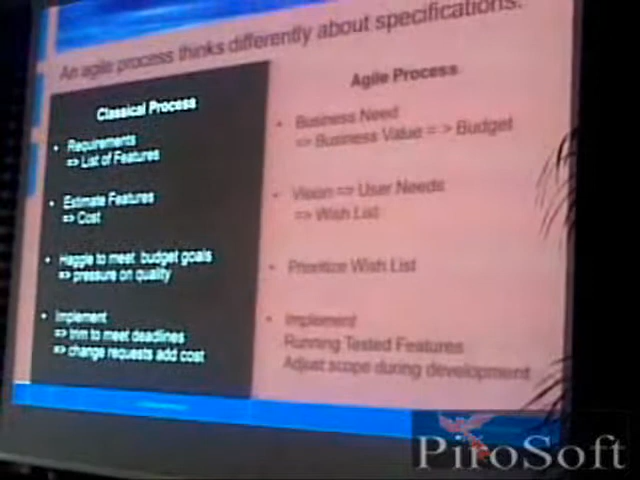 An agile process thinks differently about specifications.
Classical Process
• Requirements
=> List of Features
• Estimate Features
=> Cost
• Haggle to meet budget goals
=> pressure on quality
• Implement
=> trim to meet deadlines
=> change requests add cost
Agile Process
• Business Need
=> Business Value = > Budget
• Vision => User Needs
=> Wish List
• Prioritize Wish List
• Implement
Running Tested Features
Adjust scope during development
PiroSoft